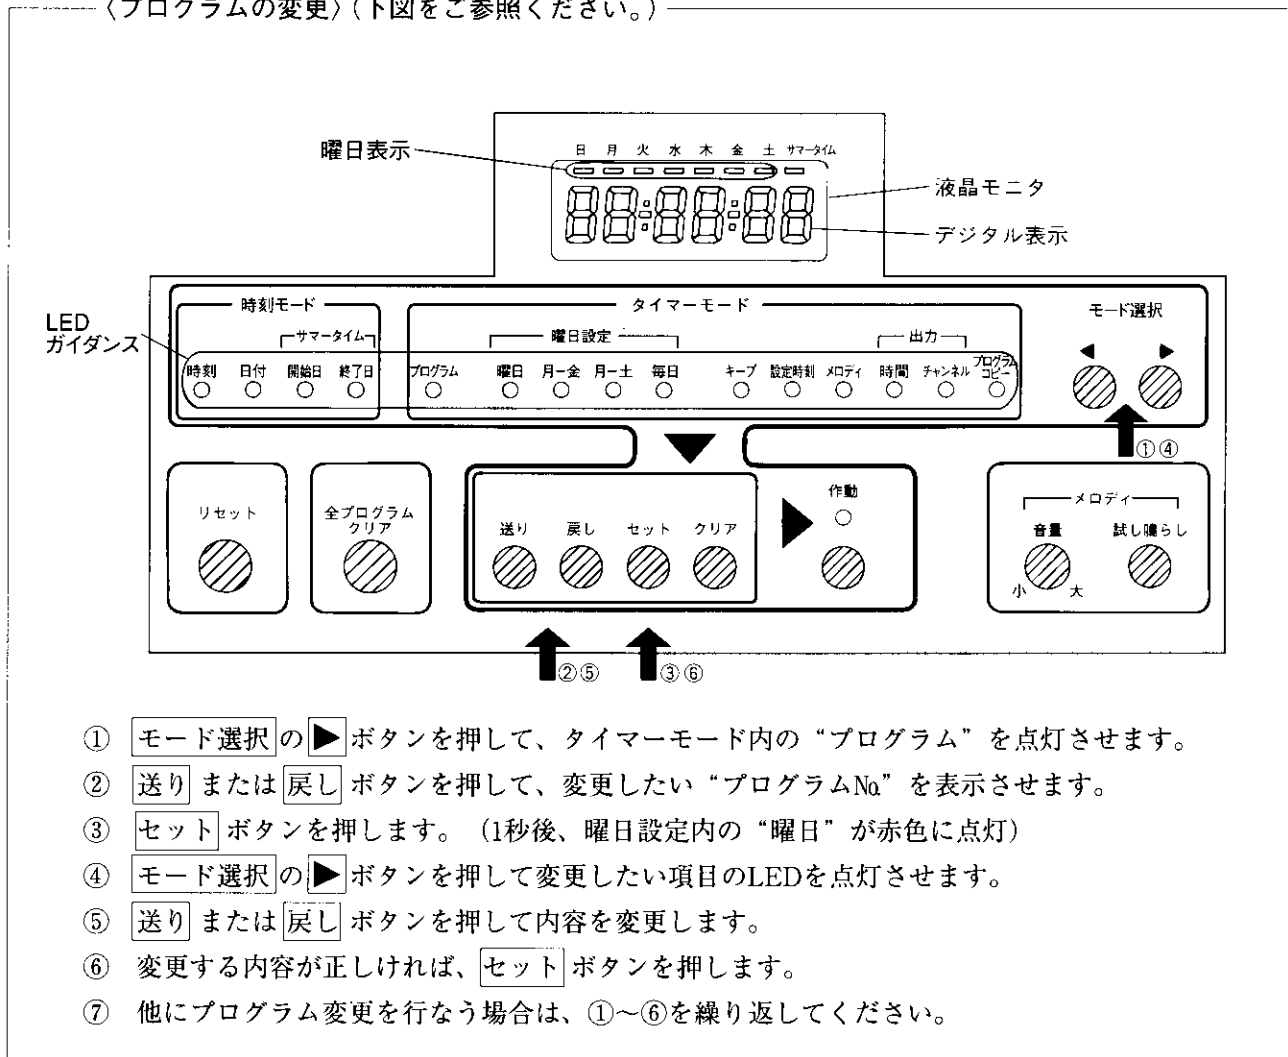 〈プログラムの変更〉(下図をご参照ください。)
曜日表示
日 月 火 水 木 金 土 サマータイム
液晶モニタ
デジタル表示
88:88:88
LED
ガイダンス
時刻モード
タイマーモード
モード選択
サマータイム
曜日設定
出力
◀ ▶
時刻 日付 開始日 終了日 プログラム 曜日 月ー金 月ー土 毎日 キープ 設定時刻 メロディ 時間 チャンネル プログラムコピー
①④
リセット
全プログラム
クリア
送り 戻し セット クリア
作動
メロディ
音量 試し鳴らし
小 大
②⑤ ③⑥
① モード選択の▶ボタンを押して、タイマーモード内の“プログラム”を点灯させます。
② 送りまたは戻しボタンを押して、変更したい“プログラム№”を表示させます。
③ セットボタンを押します。(1秒後、曜日設定内の“曜日”が赤色に点灯)
④ モード選択の▶ボタンを押して変更したい項目のLEDを点灯させます。
⑤ 送りまたは戻しボタンを押して内容を変更します。
⑥ 変更する内容が正しければ、セットボタンを押します。
⑦ 他にプログラム変更を行なう場合は、①〜⑥を繰り返してください。